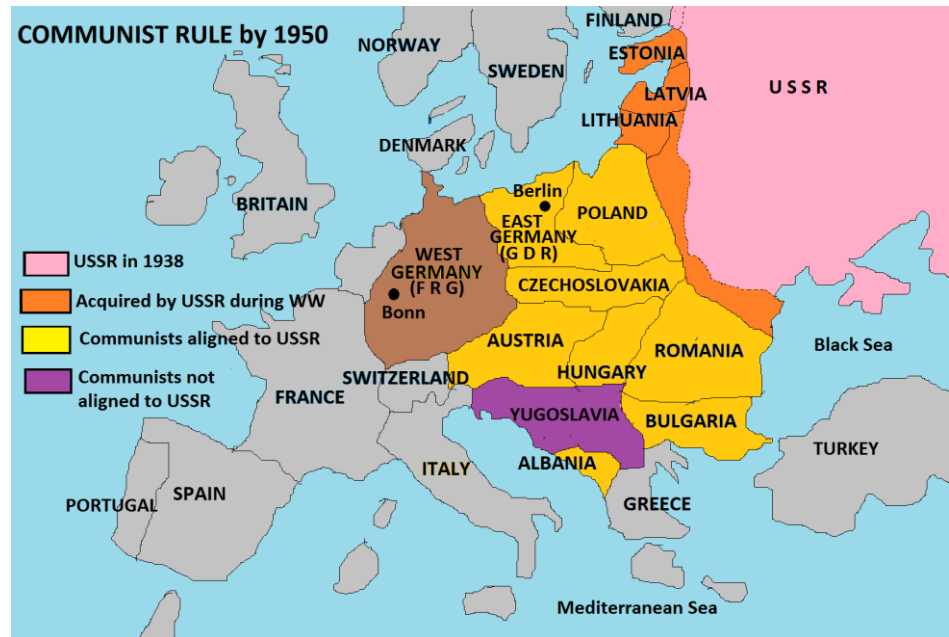 COMMUNIST RULE by 1950
FINLAND
NORWAY
ESTONIA
SWEDEN
U S S R
LATVIA
LITHUANIA
DENMARK
Berlin
BRITAIN
EAST
GERMANY
(G D R)
POLAND
WEST
GERMANY
(F R G)
Bonn
CZECHOSLOVAKIA
USSR in 1938
Acquired by USSR during WW
Communists aligned to USSR
Communists not
aligned to USSR
AUSTRIA
HUNGARY
ROMANIA
Black Sea
SWITZERLAND
FRANCE
YUGOSLAVIA
BULGARIA
TURKEY
ALBANIA
ITALY
PORTUGAL
SPAIN
GREECE
Mediterranean Sea